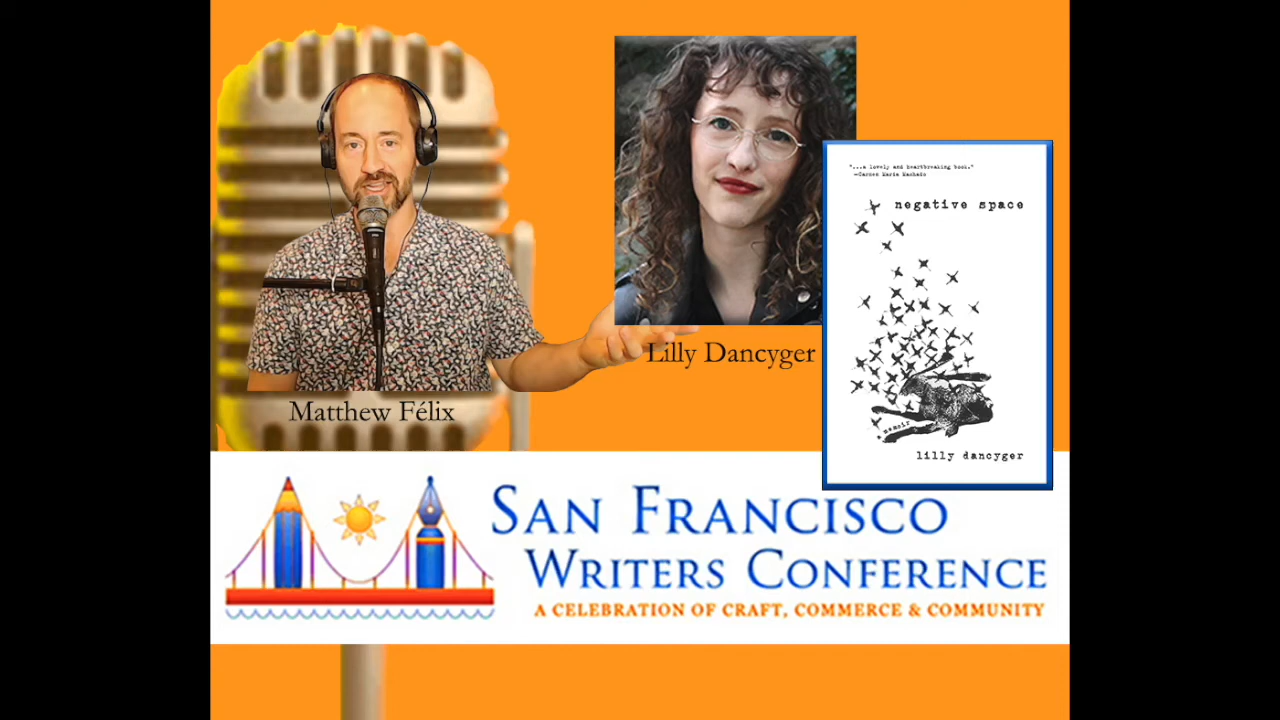 "...a lovely and heartbreaking book."
—Carmen Maria Machado
negative space
a memoir
lilly dancyger
Lilly Dancyger
Matthew Félix
SAN FRANCISCO
WRITERS CONFERENCE
A CELEBRATION OF CRAFT, COMMERCE & COMMUNITY